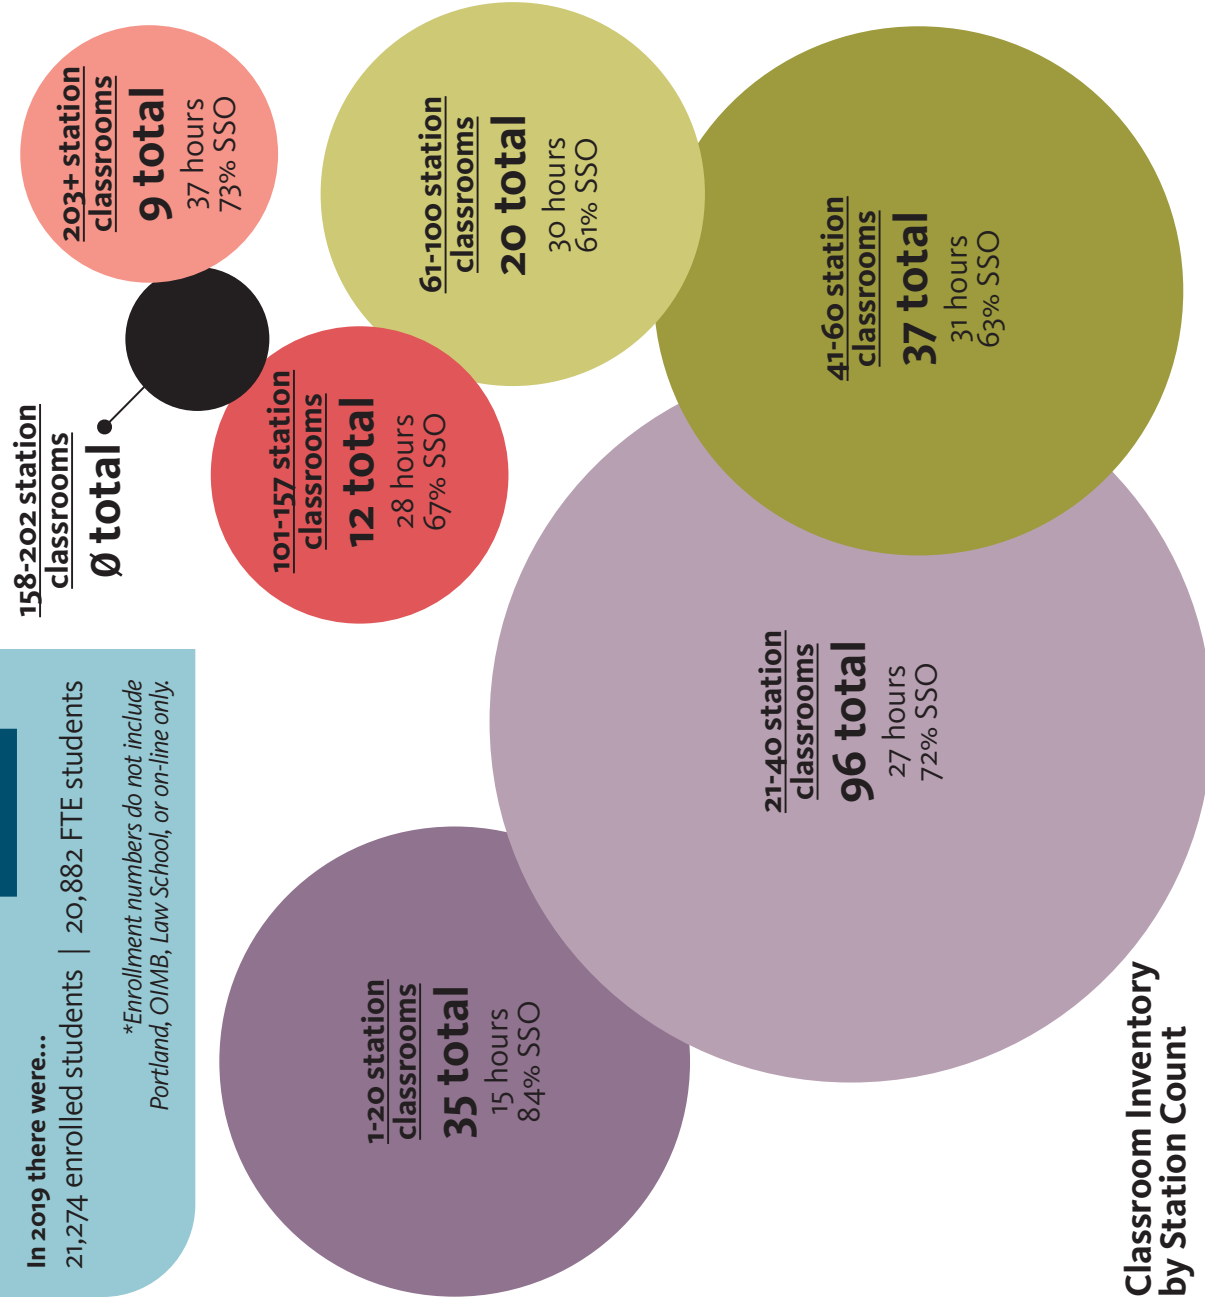 In 2019 there were...
21,274 enrolled students | 20,882 FTE students
*Enrollment numbers do not include
Portland, OIMB, Law School, or on-line only.
158-202 station
classrooms
Ø total
203+ station
classrooms
9 total
37 hours
73% SSO
101-157 station
classrooms
12 total
28 hours
67% SSO
61-100 station
classrooms
20 total
30 hours
61% SSO
1-20 station
classrooms
35 total
15 hours
84% SSO
21-40 station
classrooms
96 total
27 hours
72% SSO
41-60 station
classrooms
37 total
31 hours
63% SSO
Classroom Inventory
by Station Count